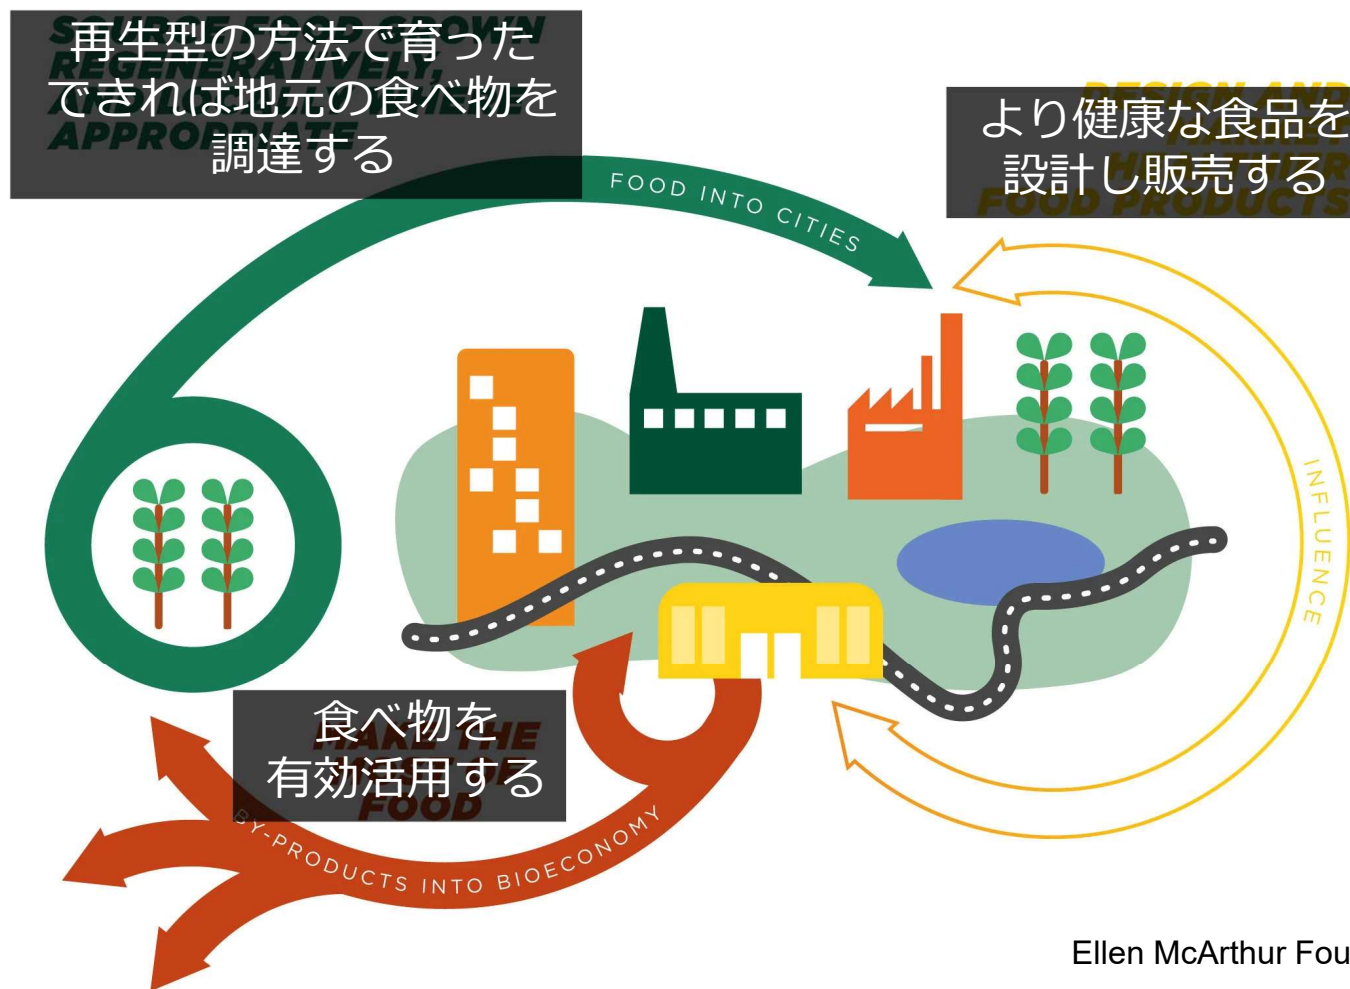 再生型の方法で育った
できれば地元の食べ物を
調達する
より健康な食品を
設計し販売する
FOOD INTO CITIES
INFLUENCE
食べ物を
有効活用する
MAKE THE
FOOD
BY-PRODUCTS INTO BIOECONOMY
Ellen McArthur Fou